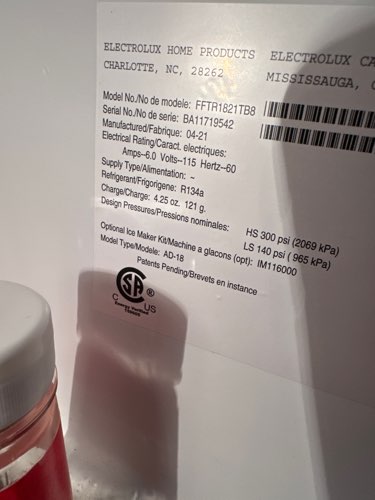 ELECTROLUX HOME PRODUCTS
CHARLOTTE, NC, 28262
ELECTROLUX CA
MISSISSAUGA,
Model No./No de modele: FFTR1821TB8
Serial No./No de serie: BA11719542
Manufactured/Fabrique: 04-21
Electrical Rating/Caract. electriques:
Amps--6.0 Volts--115 Hertz--60
Supply Type/Alimentation: ~
Refrigerant/Frigorigene: R134a
Charge/Charge: 4.25 oz. 121 g.
Design Pressures/Pressions nominales: HS 300 psi (2069 kPa)
LS 140 psi ( 965 kPa)
Optional Ice Maker Kit/Machine a glacons (opt): IM116000
Model Type/Modele: AD-18
Patents Pending/Brevets en instance
SA ®
C US
Energy Verified